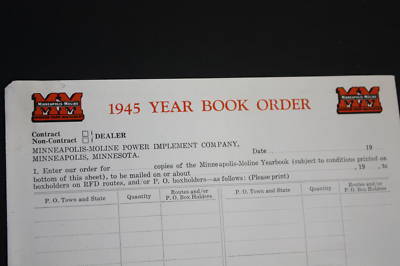 MM
MINNEAPOLIS-MOLINE
1945 YEAR BOOK ORDER
MM
MINNEAPOLIS-MOLINE
Contract
Non-Contract
DEALER
MINNEAPOLIS-MOLINE POWER IMPLEMENT COMPANY,
MINNEAPOLIS, MINNESOTA.
Date 19
1. Enter our order for copies of the Minneapolis-Moline Yearbook (subject to conditions printed on
bottom of this sheet), to be mailed on or about , 19 , to
boxholders on RFD routes, and/or P. O. boxholders—as follows: (Please print)
P. O. Town and State Quantity Routes and/or P. O. Box Holders P. O. Town and State Quantity Routes and/or P. O. Box Holders